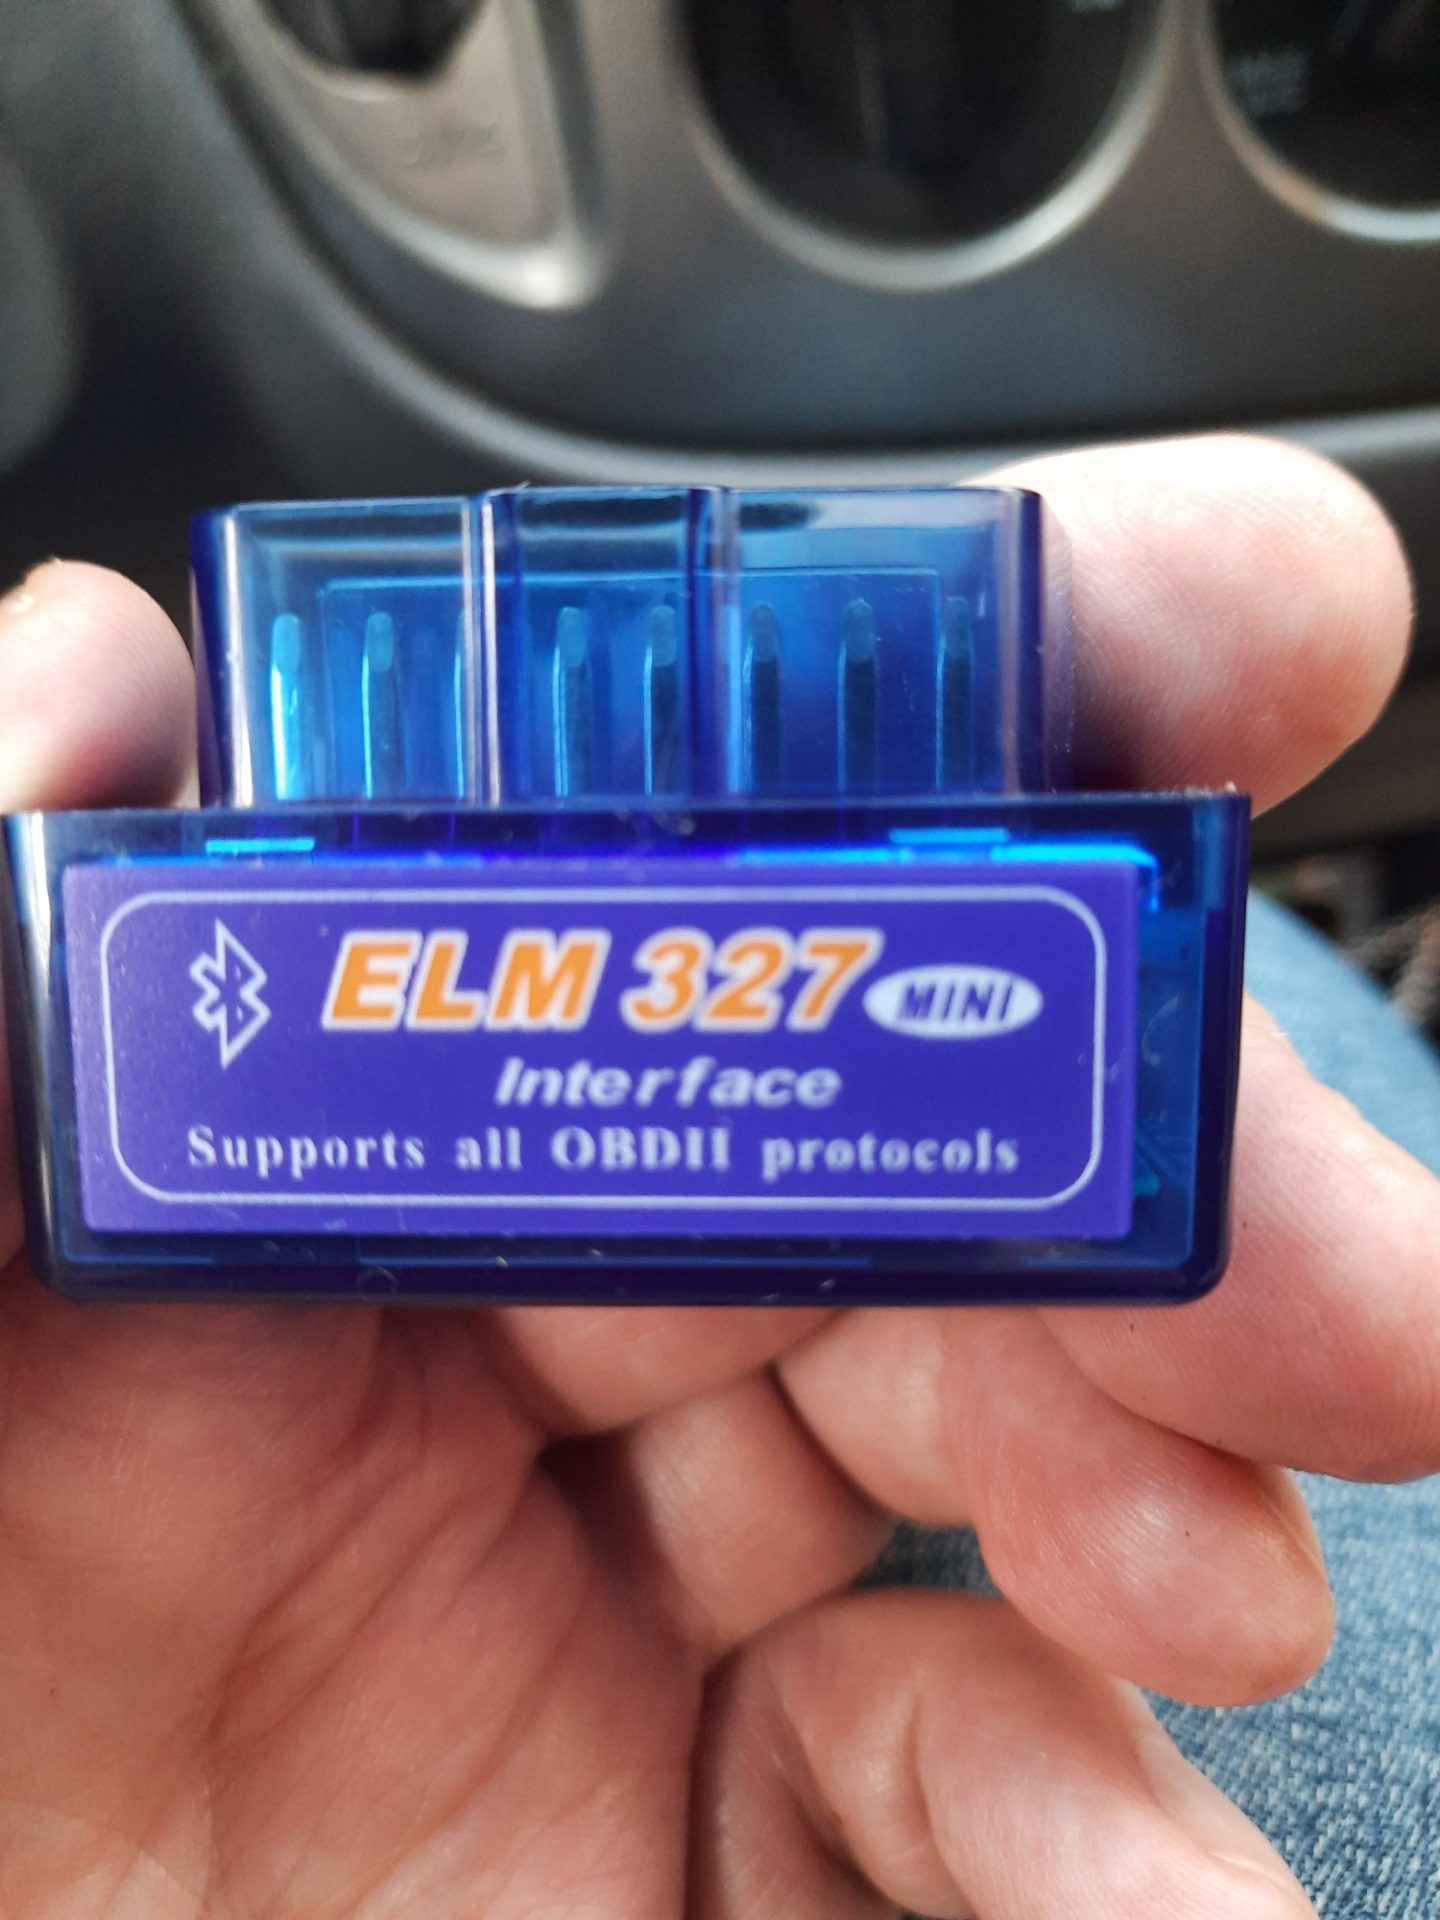 ELM 327 MINI
Interface
Supports all OBDII protocols